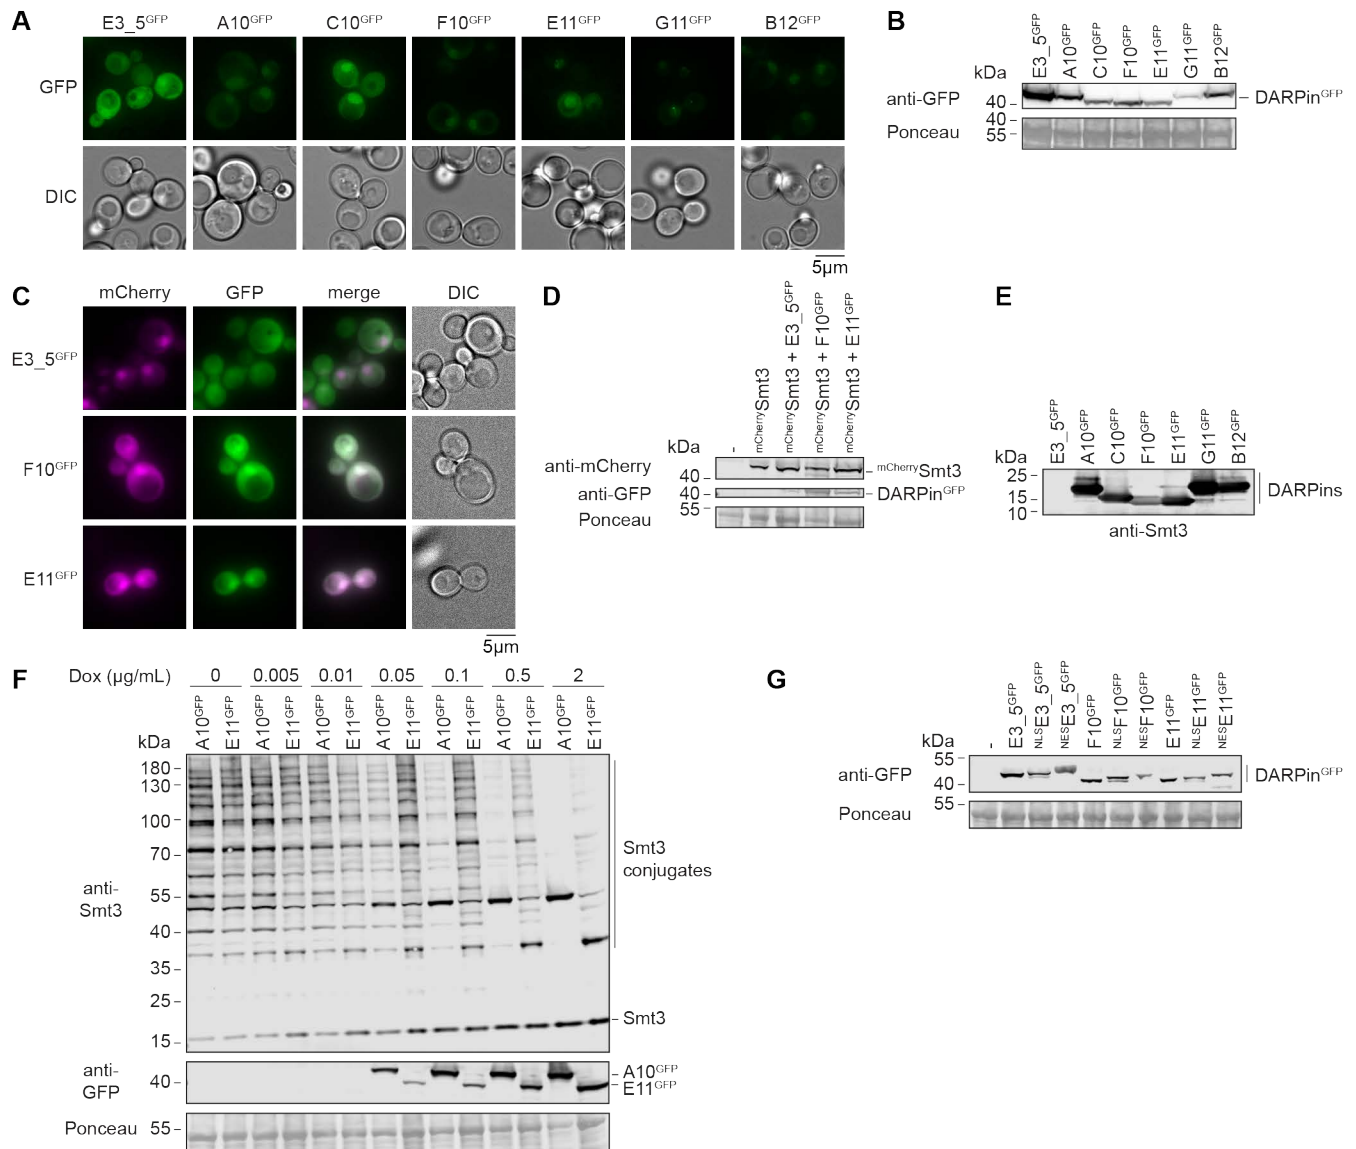 A
E3_5GFP A10GFP C10GFP F10GFP E11GFP G11GFP B12GFP
GFP
DIC
5µm
B
E3_5GFP A10GFP C10GFP F10GFP E11GFP G11GFP B12GFP
kDa
anti-GFP
40
DARPinGFP
40
Ponceau
55
C
mCherry GFP merge DIC
E3_5GFP
F10GFP
E11GFP
5µm
D
- mCherrySmt3 mCherrySmt3 + E3_5GFP mCherrySmt3 + F10GFP mCherrySmt3 + E11GFP
kDa
anti-mCherry
40
mCherrySmt3
anti-GFP
40
DARPinGFP
55
Ponceau
E
E3_5GFP A10GFP C10GFP F10GFP E11GFP G11GFP B12GFP
kDa
25
15
10
DARPins
anti-Smt3
F
Dox (µg/mL) 0 0.005 0.01 0.05 0.1 0.5 2
A10GFP E11GFP A10GFP E11GFP A10GFP E11GFP A10GFP E11GFP A10GFP E11GFP A10GFP E11GFP A10GFP E11GFP
kDa
180
130
100
70
55
40
35
25
15
anti-
Smt3
Smt3
conjugates
Smt3
anti-
GFP
40
A10GFP
E11GFP
Ponceau 55
G
- E3_5GFP NLSE3_5GFP NESE3_5GFP F10GFP NLSF10GFP NESF10GFP E11GFP NLSE11GFP NESE11GFP
kDa
55
anti-GFP
40
DARPinGFP
55
Ponceau